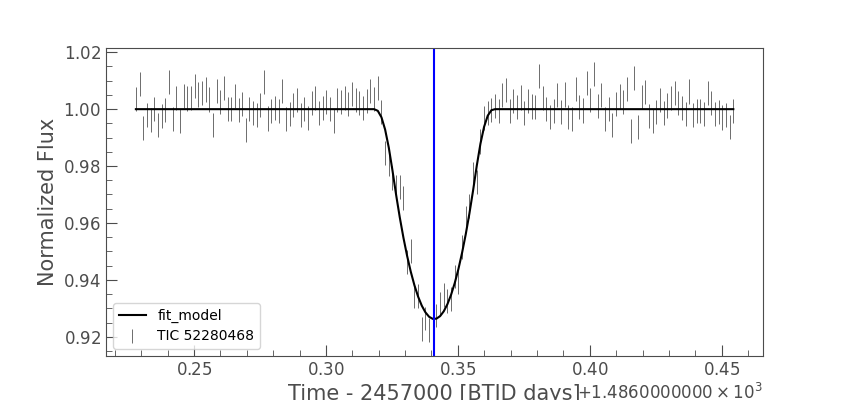 1.02
1.00
0.98
0.96
0.94
0.92
Normalized Flux
fit_model
TIC 52280468
0.25 0.30 0.35 0.40 0.45
Time - 2457000 [BTJD days]
+1.4860000000 × 10³